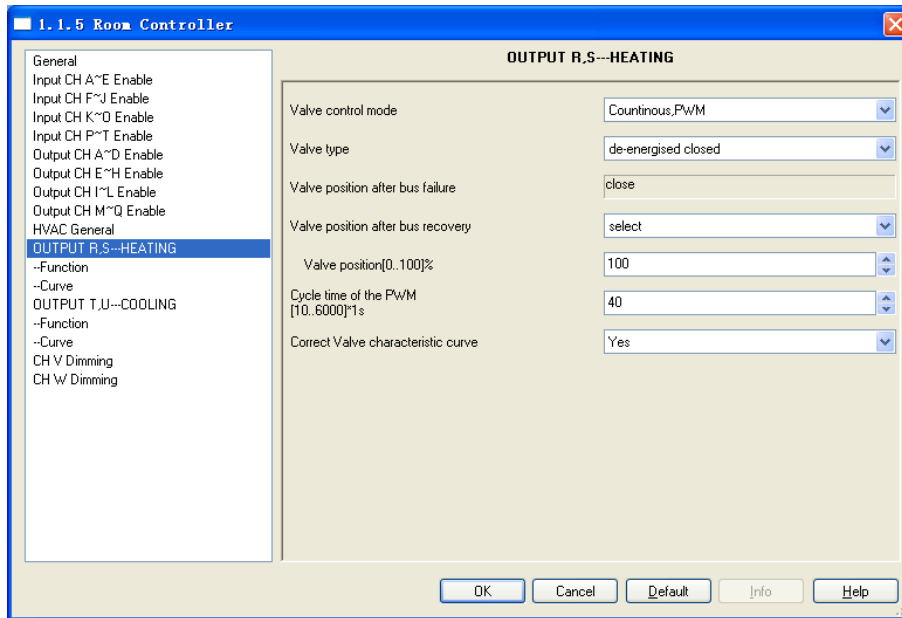 1.1.5 Room Controller
General
Input CH A~E Enable
Input CH F~J Enable
Input CH K~O Enable
Input CH P~T Enable
Output CH A~D Enable
Output CH E~H Enable
Output CH I~L Enable
Output CH M~Q Enable
HVAC General
OUTPUT R,S---HEATING
--Function
--Curve
OUTPUT T,U---COOLING
--Function
--Curve
CH V Dimming
CH W Dimming
OUTPUT R,S---HEATING
Valve control mode Countinous,PWM
Valve type de-energised closed
Valve position after bus failure close
Valve position after bus recovery select
Valve position[0..100]% 100
Cycle time of the PWM
[10..6000]*1s 40
Correct Valve characteristic curve Yes
OK Cancel Default Info Help